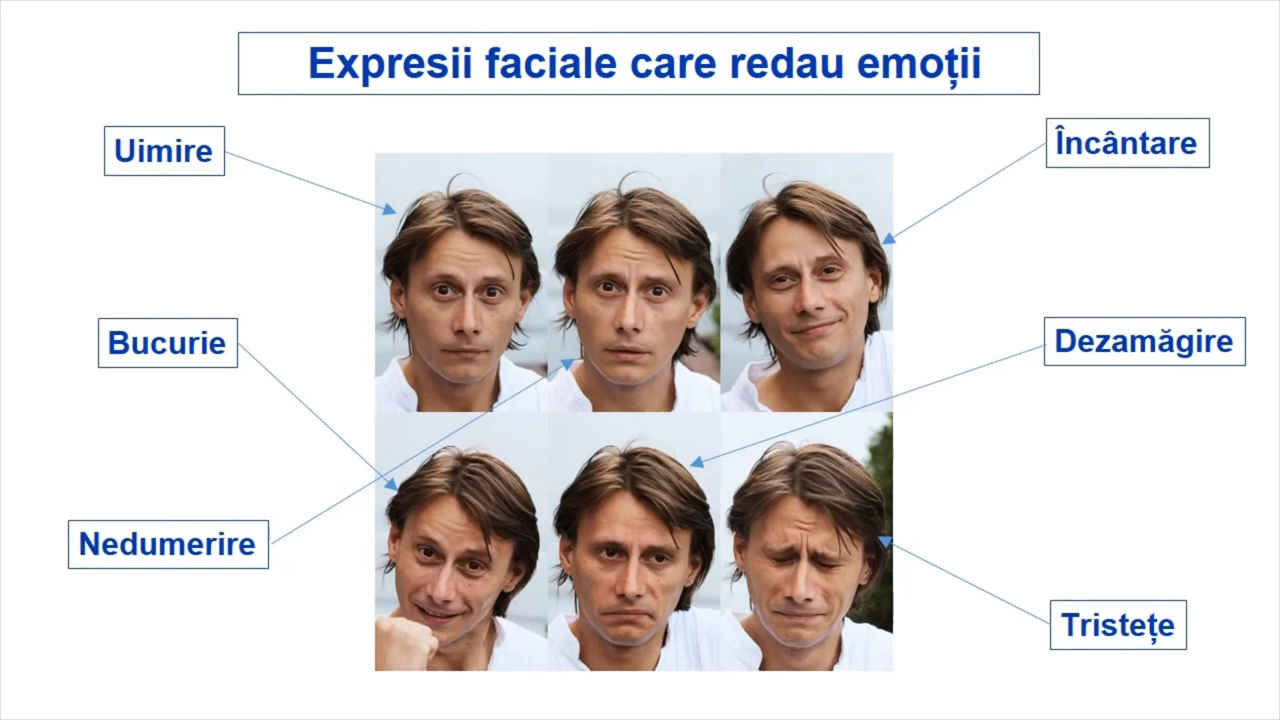 Expresii faciale care redau emoții
Uimire
Încântare
Bucurie
Dezamăgire
Nedumerire
Tristețe